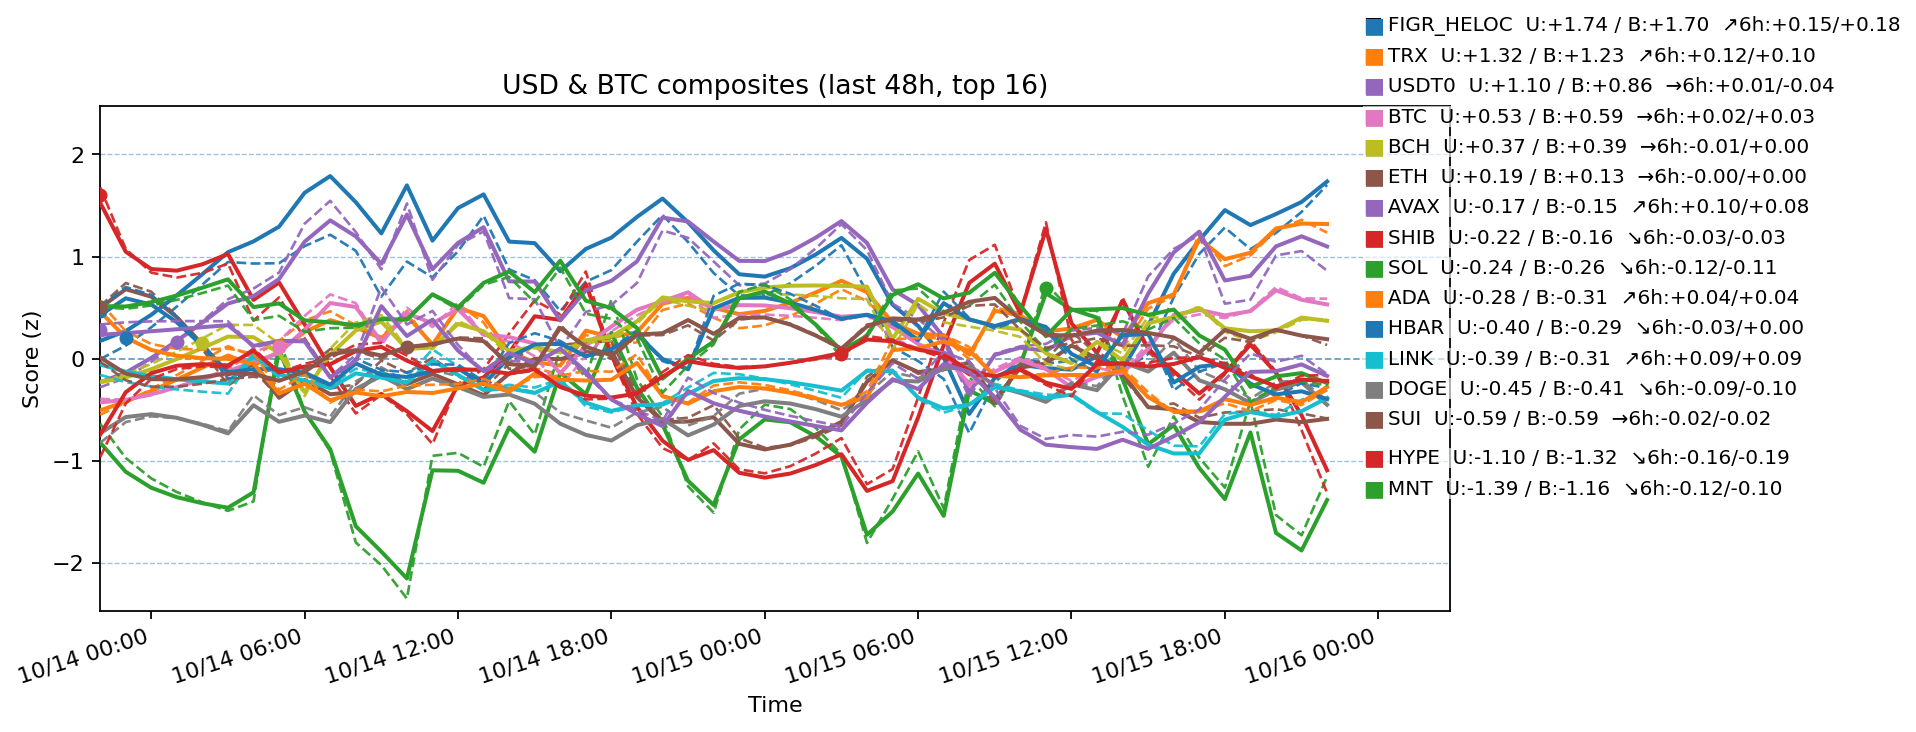 FIGR_HELOC  U:+1.74 / B:+1.70  ↗6h:+0.15/+0.18
TRX  U:+1.32 / B:+1.23  ↗6h:+0.12/+0.10
USD & BTC composites (last 48h, top 16)
USDT0  U:+1.10 / B:+0.86  →6h:+0.01/-0.04
BTC  U:+0.53 / B:+0.59  →6h:+0.02/+0.03
BCH  U:+0.37 / B:+0.39  →6h:-0.01/+0.00
ETH  U:+0.19 / B:+0.13  →6h:-0.00/+0.00
AVAX  U:-0.17 / B:-0.15  ↗6h:+0.10/+0.08
SHIB  U:-0.22 / B:-0.16  ↘6h:-0.03/-0.03
SOL  U:-0.24 / B:-0.26  ↘6h:-0.12/-0.11
ADA  U:-0.28 / B:-0.31  ↗6h:+0.04/+0.04
HBAR  U:-0.40 / B:-0.29  ↘6h:-0.03/+0.00
LINK  U:-0.39 / B:-0.31  ↗6h:+0.09/+0.09
DOGE  U:-0.45 / B:-0.41  ↘6h:-0.09/-0.10
SUI  U:-0.59 / B:-0.59  →6h:-0.02/-0.02
HYPE  U:-1.10 / B:-1.32  ↘6h:-0.16/-0.19
MNT  U:-1.39 / B:-1.16  ↘6h:-0.12/-0.10
Score (z)
2
1
0
−1
−2
10/14 00:00
10/14 06:00
10/14 12:00
10/14 18:00
10/15 00:00
10/15 06:00
10/15 12:00
10/15 18:00
10/16 00:00
Time